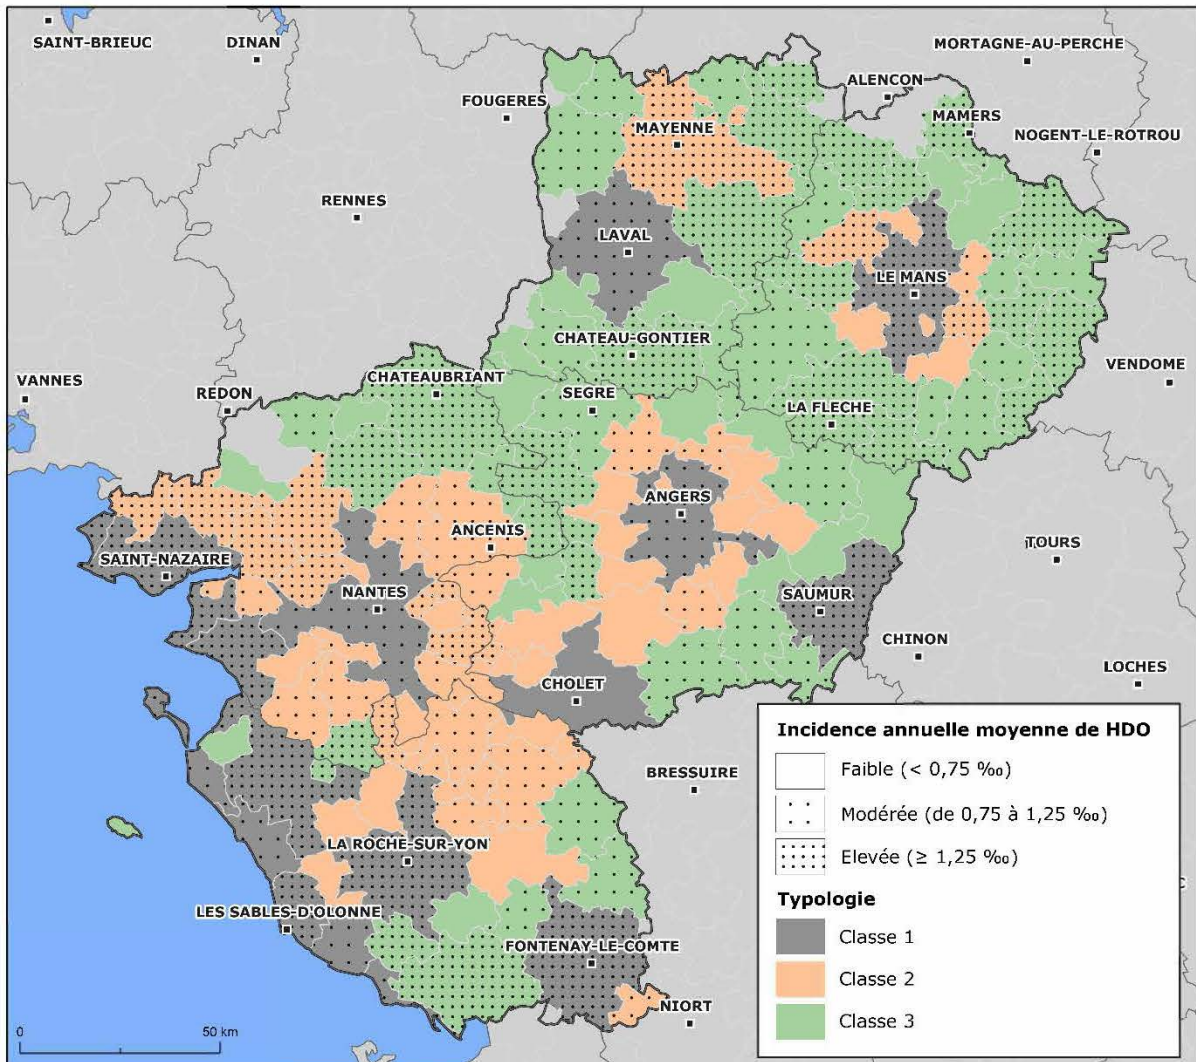 SAINT-BRIEUC
DINAN
MORTAGNE-AU-PERCHE
ALENCON
FOUGERES
MAYENNE
MAMERS
NOGENT-LE-ROTROU
RENNES
LAVAL
LE MANS
CHATEAU-GONTIER
VENDOME
VANNES
REDON
CHATEAUBRIANT
SEGRE
LA FLECHE
ANGERS
ANCENIS
TOURS
SAINT-NAZAIRE
NANTES
SAUMUR
CHINON
LOCHES
CHOLET
BRESSUIRE
LA ROCHE-SUR-YON
LES SABLES-D'OLONNE
FONTENAY-LE-COMTE
NIORT
0 50 km
Incidence annuelle moyenne de HDO
Faible (< 0,75 ‰)
Modérée (de 0,75 à 1,25 ‰)
Elevée (≥ 1,25 ‰)
Typologie
Classe 1
Classe 2
Classe 3